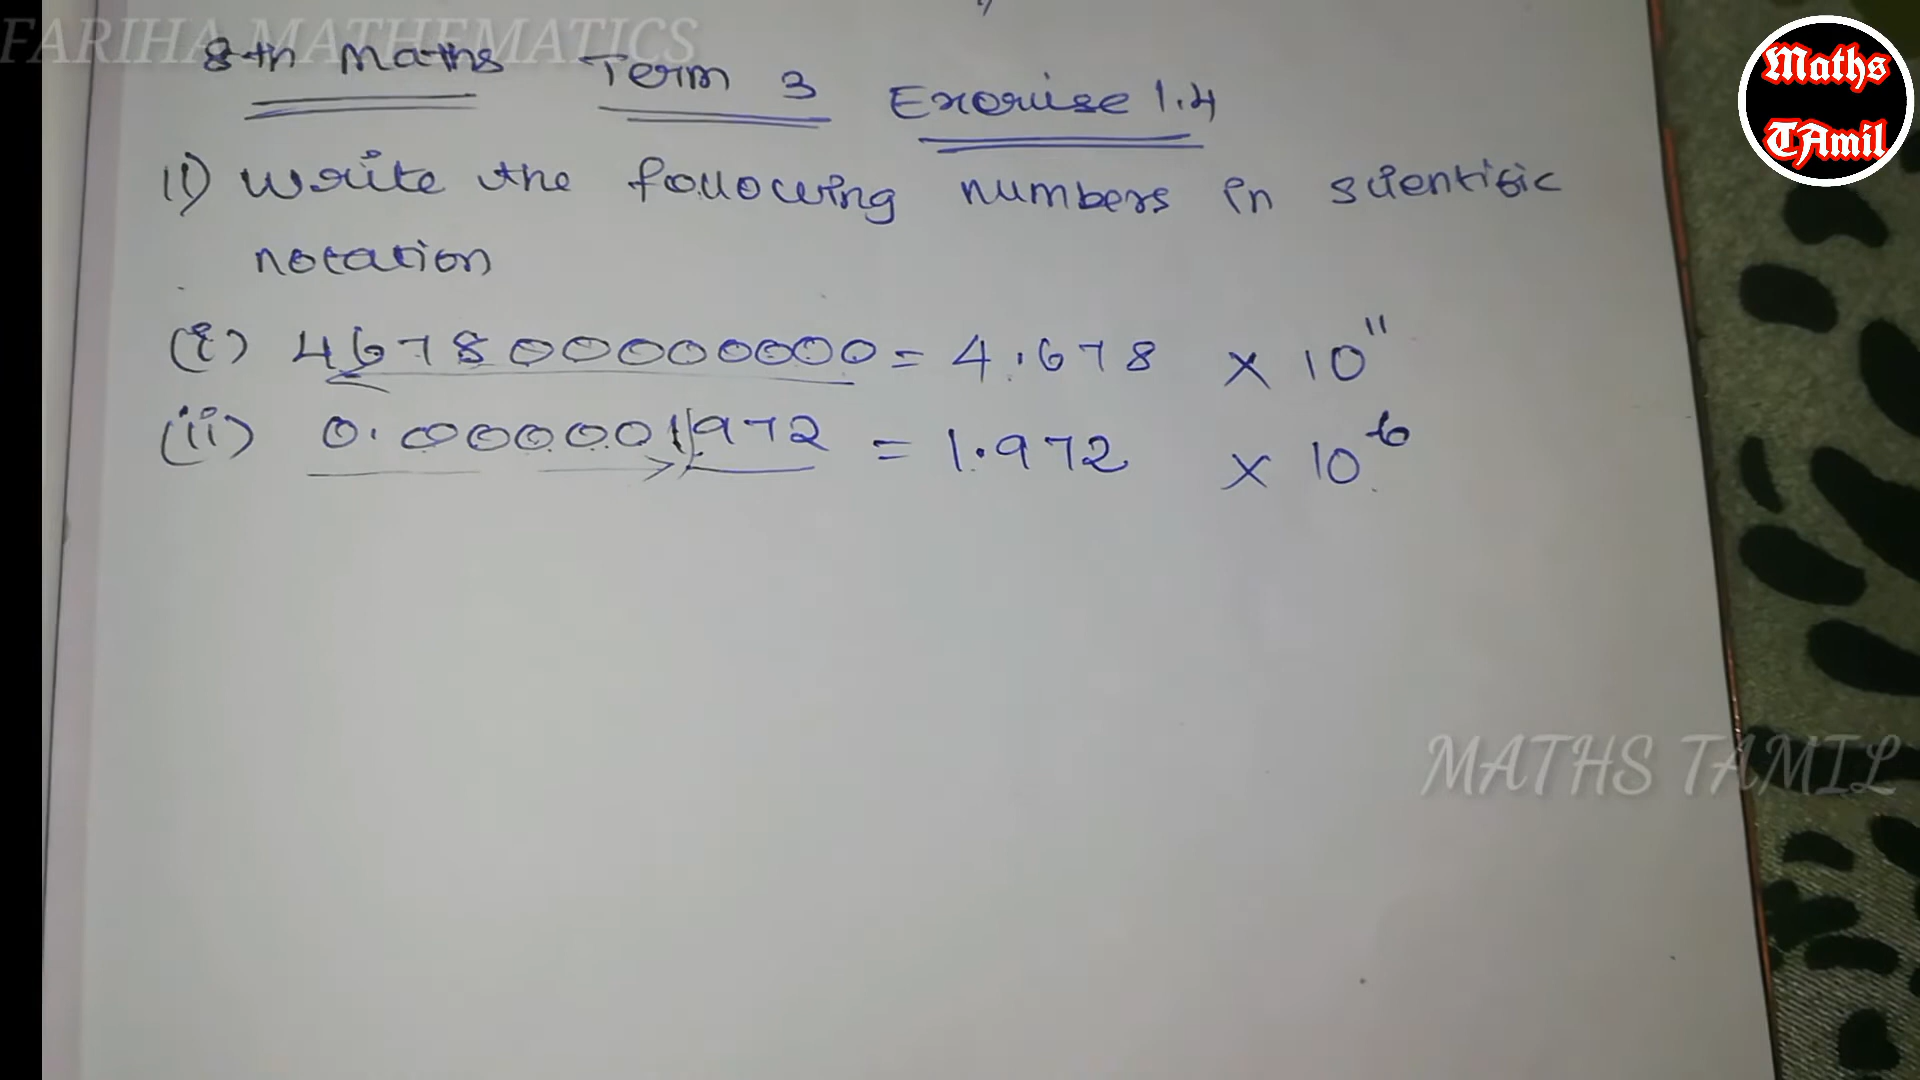 FARIHA MATHEMATICS
8th Maths Term 3 Exercise 1.4
Maths
TAmil
11) Write the following numbers in scientific
notation
(i) 467800000000 = 4.678 × 10¹¹
(ii) 0.000001972 = 1.972 × 10⁻⁶
MATHS TAMIL